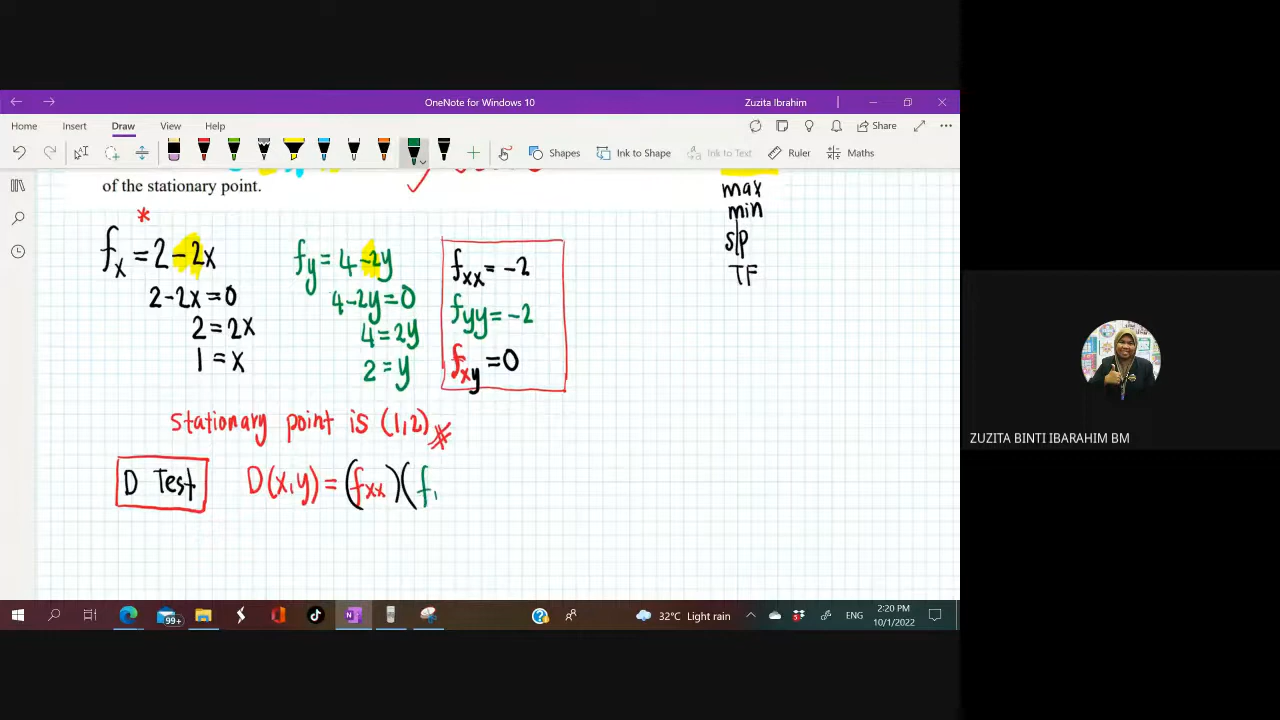 OneNote for Windows 10
Zuzita Ibrahim
Home Insert Draw View Help
Share
Shapes Ink to Shape Ink to Text Ruler Maths
of the stationary point.
max
min
S/P
TF
*
fx = 2 - 2x
2 - 2x = 0
2 = 2x
1 = x
fy = 4 - 2y
4 - 2y = 0
4 = 2y
2 = y
fxx = -2
fyy = -2
fxy = 0
stationary point is (1,2)
D Test
D(x,y) = (fxx)(f
ZUZITA BINTI IBARAHIM BM
99+
32°C Light rain
ENG
2:20 PM
10/1/2022